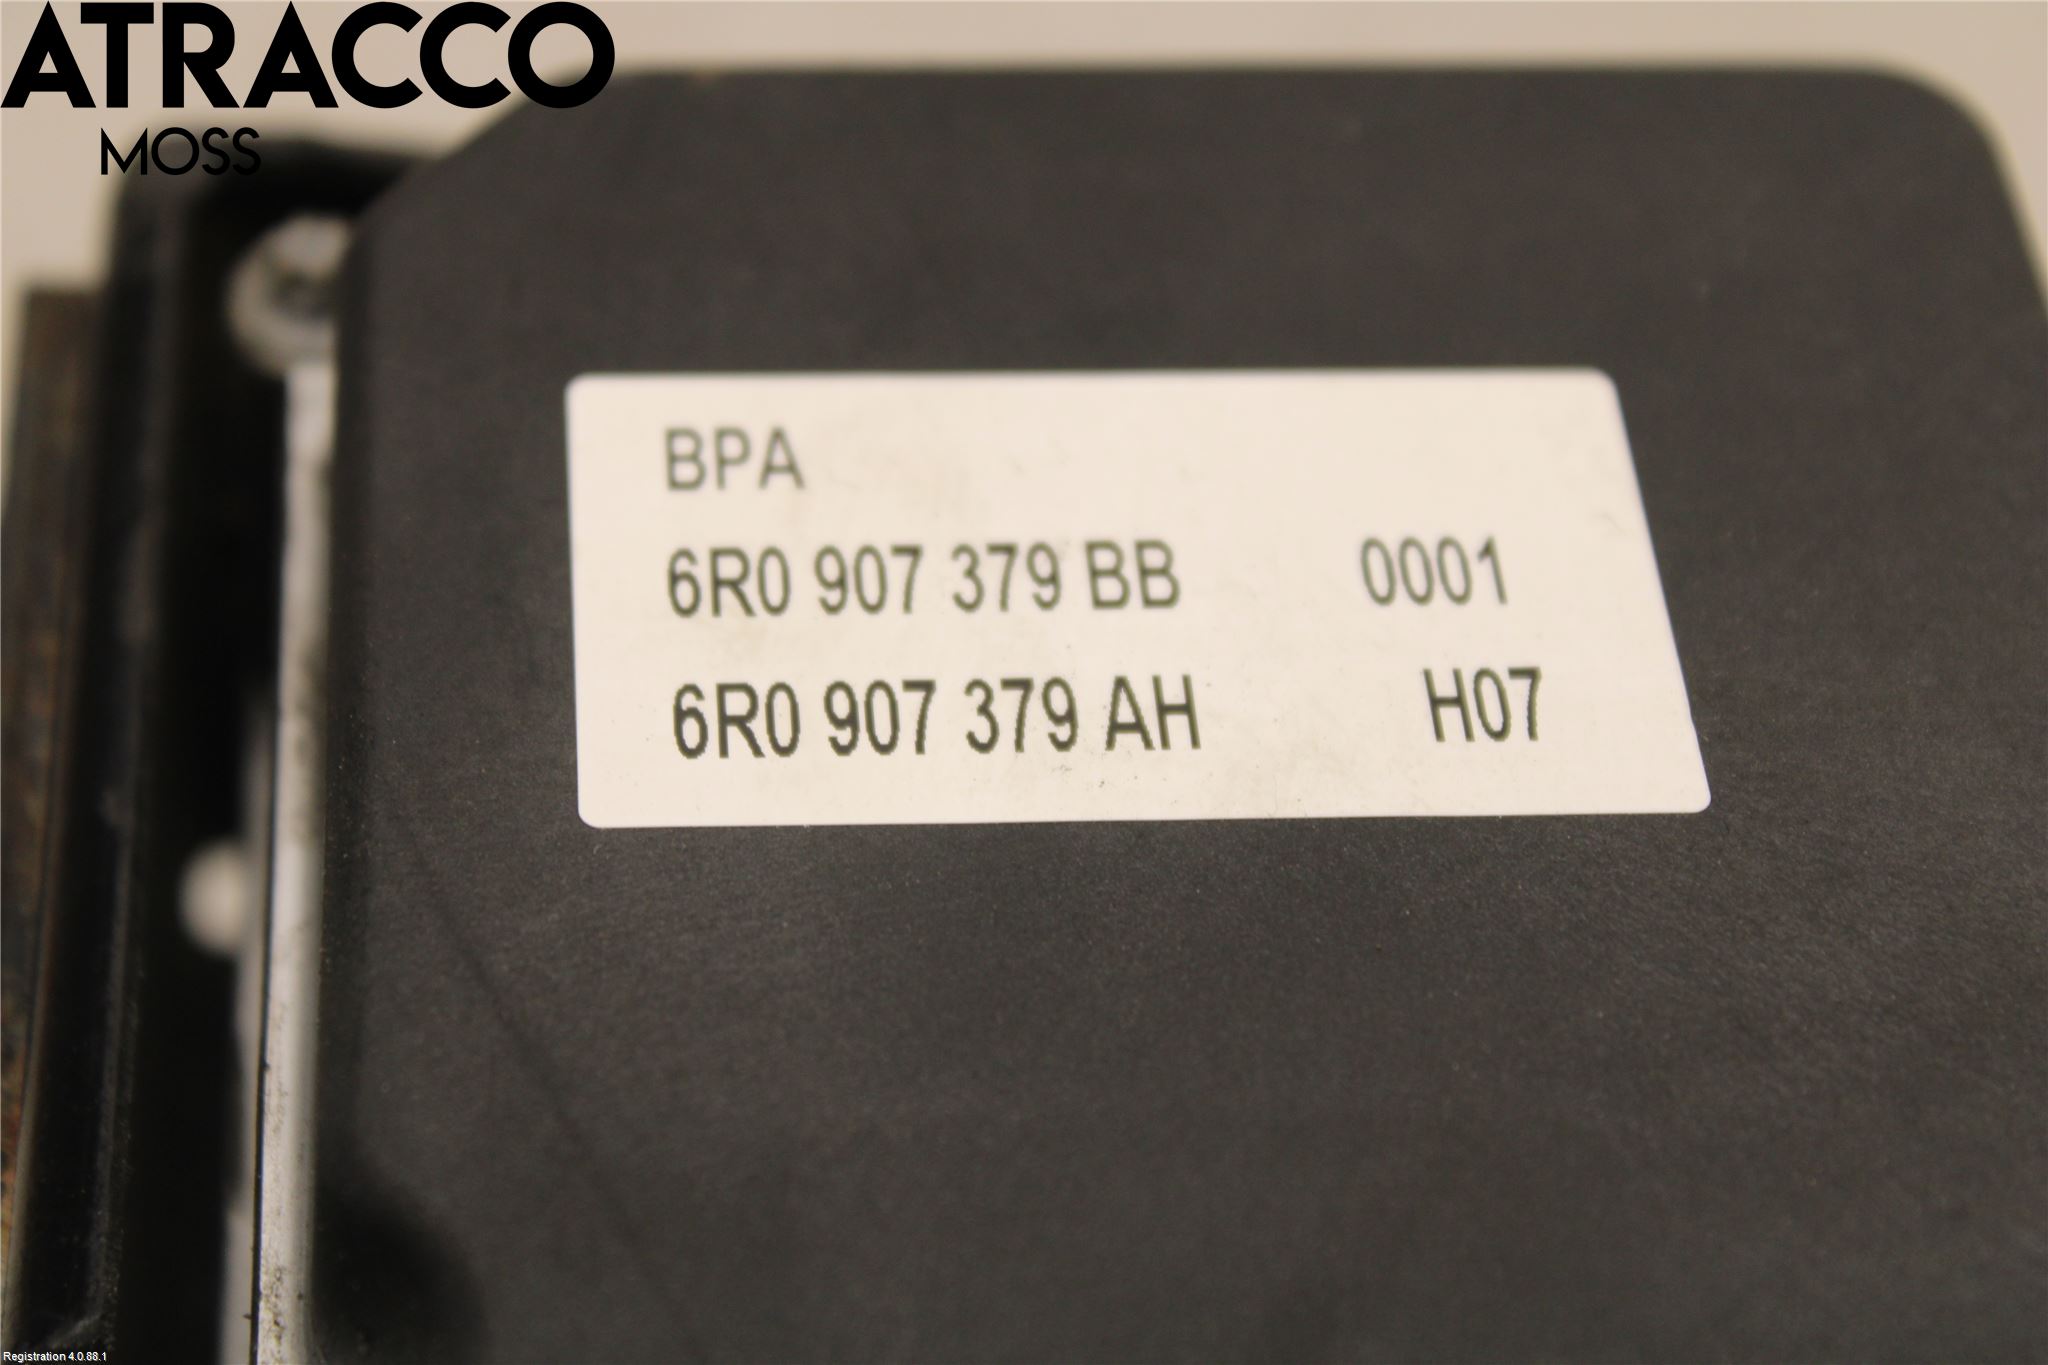 ATRACCO
MOSS
BPA
6R0 907 379 BB 0001
6R0 907 379 AH H07
Registration 4.0.88.1